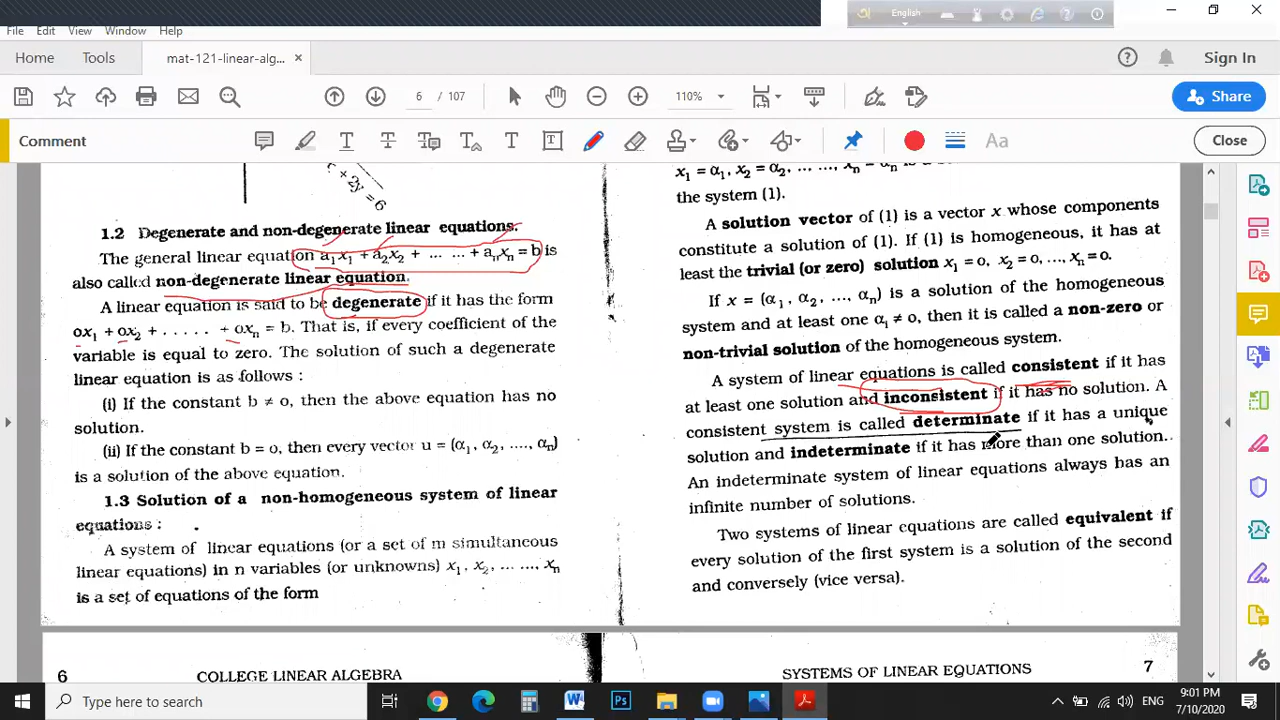 English
File Edit View Window Help
Home Tools mat-121-linear-alg... × Sign In
6 / 107 110% Share
Comment Close
+ 2y = 6
1.2 Degenerate and non-degenerate linear equations.
The general linear equation a₁x₁ + a₂x₂ + ... ... + aₙxₙ = b is
also called non-degenerate linear equation.
A linear equation is said to be degenerate if it has the form
ox₁ + ox₂ + . . . . . + oxₙ = b. That is, if every coefficient of the
variable is equal to zero. The solution of such a degenerate
linear equation is as follows :
(i) If the constant b ≠ o, then the above equation has no
solution.
(ii) If the constant b = o, then every vector u = (α₁, α₂, ...., αₙ)
is a solution of the above equation.
1.3 Solution of a non-homogeneous system of linear
equations :
A system of linear equations (or a set of m simultaneous
linear equations) in n variables (or unknowns) x₁, x₂, ... ..., xₙ
is a set of equations of the form
x₁ = α₁, x₂ = α₂, ... ..., xₙ = αₙ is a
the system (1).
A solution vector of (1) is a vector x whose components
constitute a solution of (1). If (1) is homogeneous, it has at
least the trivial (or zero) solution x₁ = o, x₂ = o, ..., xₙ = o.
If x = (α₁, α₂, ..., αₙ) is a solution of the homogeneous
system and at least one α₁ ≠ o, then it is called a non-zero or
non-trivial solution of the homogeneous system.
A system of linear equations is called consistent if it has
at least one solution and inconsistent if it has no solution. A
consistent system is called determinate if it has a unique
solution and indeterminate if it has more than one solution.
An indeterminate system of linear equations always has an
infinite number of solutions.
Two systems of linear equations are called equivalent if
every solution of the first system is a solution of the second
and conversely (vice versa).
6 COLLEGE LINEAR ALGEBRA
SYSTEMS OF LINEAR EQUATIONS 7
Type here to search
ENG
9:01 PM
7/10/2020